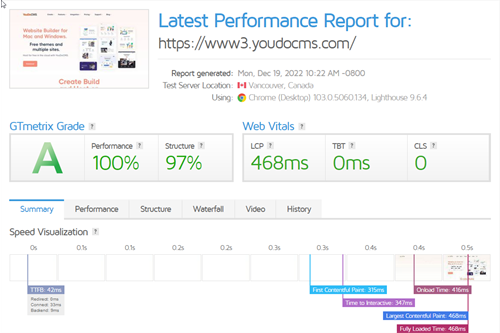 Latest Performance Report for:
https://www3.youdocms.com/
Website Builder for
Mac and Windows.
Free themes and
multiple sites.
Create Build
Report generated: Mon, Dec 19, 2022 10:22 AM -0800
Test Server Location: Vancouver, Canada
Using: Chrome (Desktop) 103.0.5060.134, Lighthouse 9.6.4
GTmetrix Grade ? Web Vitals ?
Performance ? Structure ? LCP ? TBT ? CLS ?
A 100% 97% 468ms 0ms 0
Summary Performance Structure Waterfall Video History
Speed Visualization ?
0s 0.1s 0.1s 0.2s 0.2s 0.3s 0.3s 0.4s 0.4s 0.5s
TTFB: 42ms First Contentful Paint: 316ms Onload Time: 416ms
Redirect: 0ms Time to Interactive: 347ms
Connect: 33ms
Backend: 9ms Largest Contentful Paint: 468ms
Fully Loaded Time: 468ms